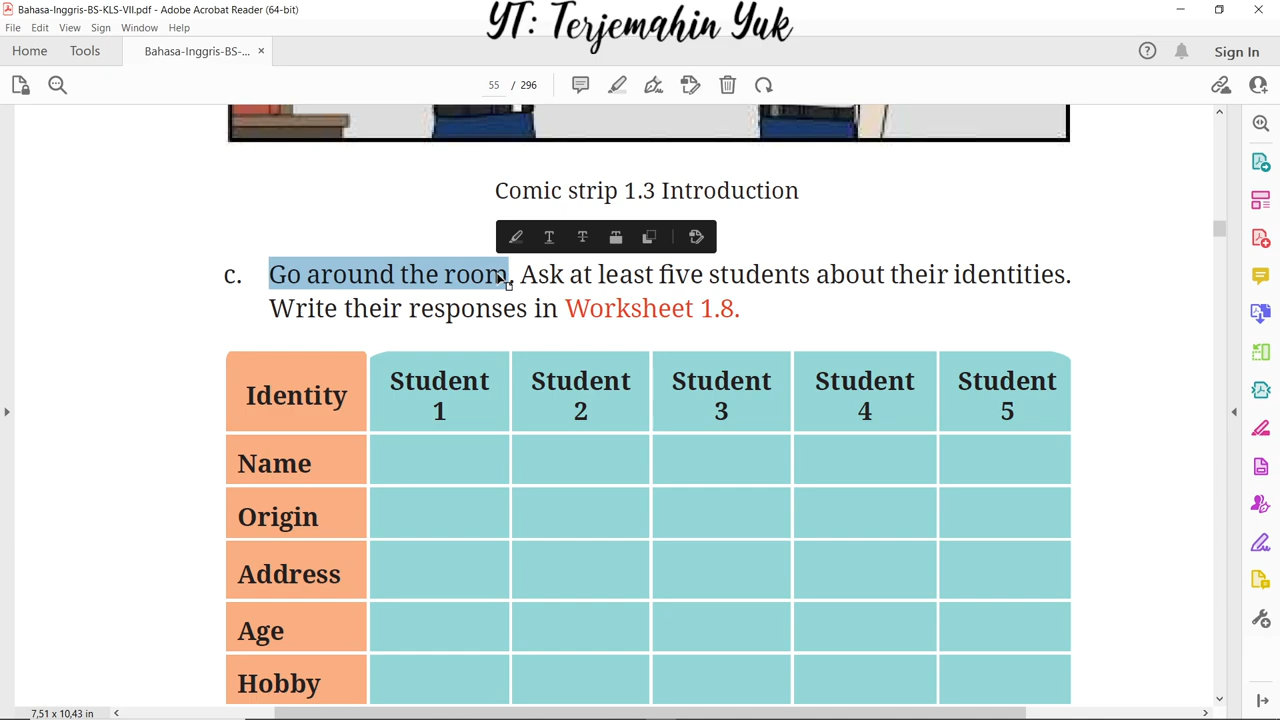 Bahasa-Inggris-BS-KLS-VII.pdf - Adobe Acrobat Reader (64-bit)
YT: Terjemahin Yuk
File Edit View Sign Window Help
Home Tools Bahasa-Inggris-BS-... × Sign In
55 / 296
Comic strip 1.3 Introduction
c. Go around the room. Ask at least five students about their identities.
Write their responses in Worksheet 1.8.
Identity Student 1 Student 2 Student 3 Student 4 Student 5
Name
Origin
Address
Age
Hobby
7,51 x 10,43 in